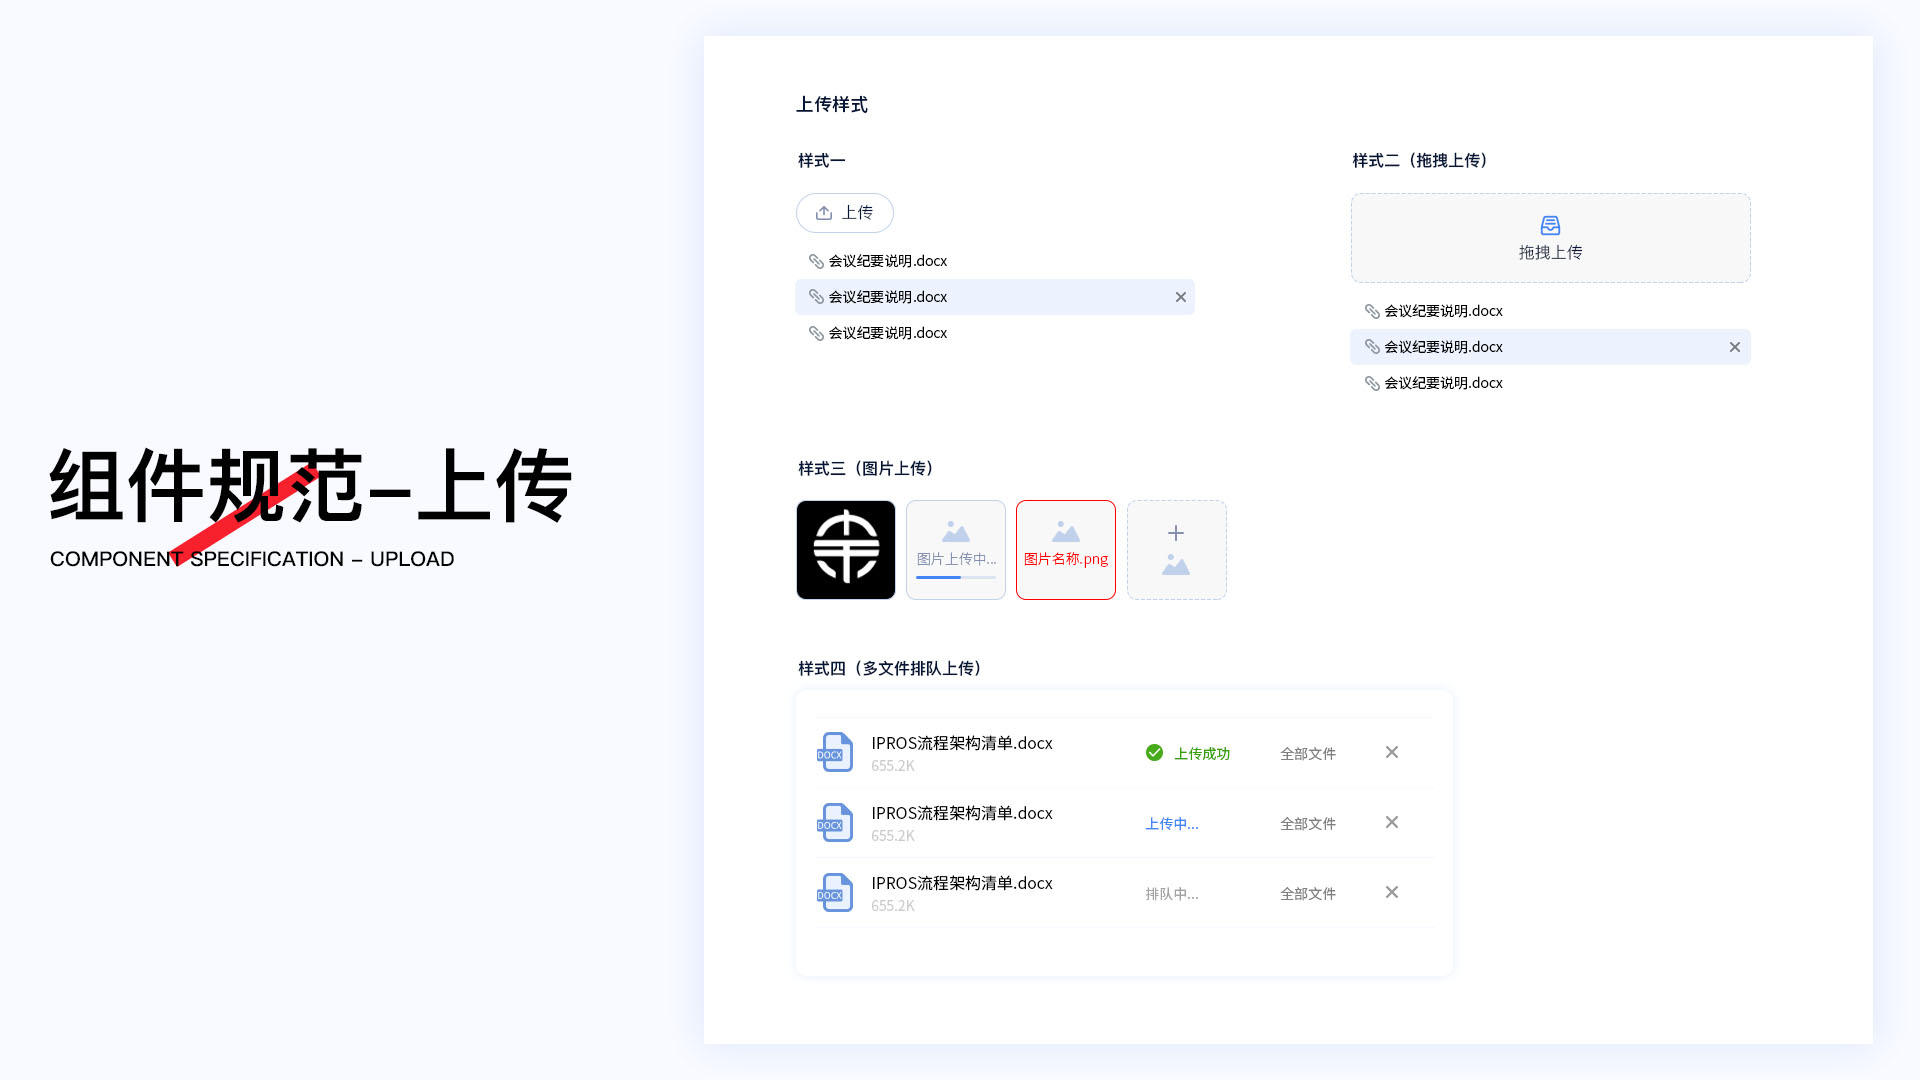 组件规范–上传
COMPONENT SPECIFICATION – UPLOAD
上传样式
样式一
上传
会议纪要说明.docx
会议纪要说明.docx
会议纪要说明.docx
样式二（拖拽上传）
拖拽上传
会议纪要说明.docx
会议纪要说明.docx
会议纪要说明.docx
样式三（图片上传）
图片上传中...
图片名称.png
样式四（多文件排队上传）
DOCX
IPROS流程架构清单.docx
655.2K
上传成功
全部文件
DOCX
IPROS流程架构清单.docx
655.2K
上传中...
全部文件
DOCX
IPROS流程架构清单.docx
655.2K
排队中...
全部文件